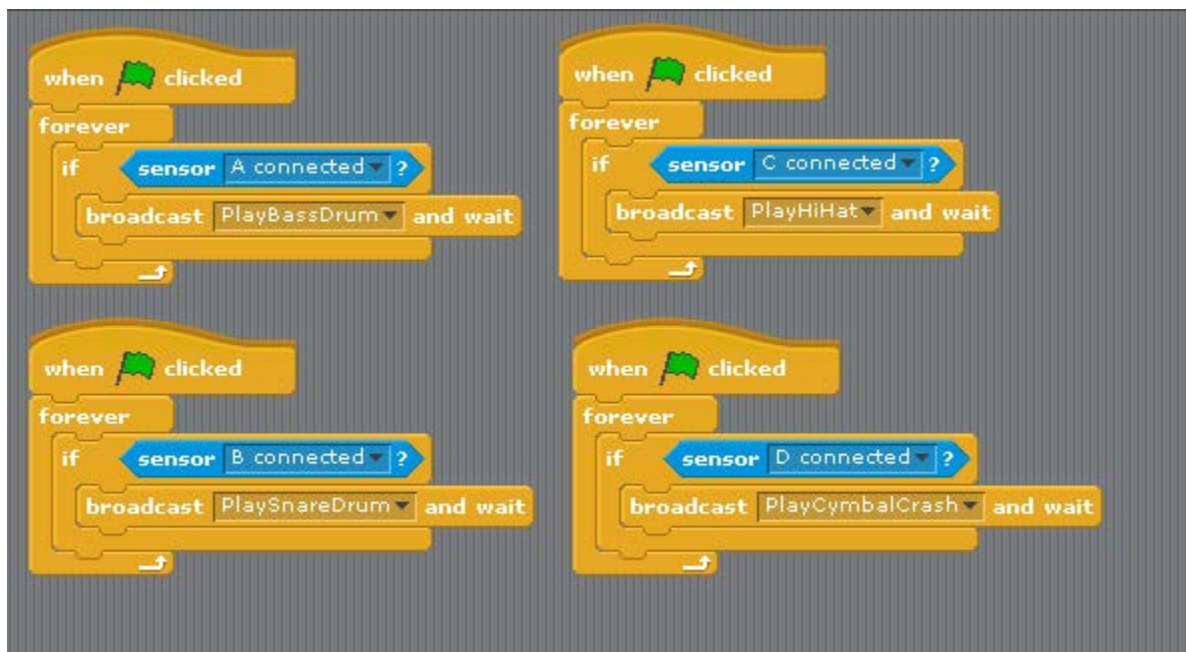 when clicked
forever
if sensor A connected ?
broadcast PlayBassDrum and wait
when clicked
forever
if sensor C connected ?
broadcast PlayHiHat and wait
when clicked
forever
if sensor B connected ?
broadcast PlaySnareDrum and wait
when clicked
forever
if sensor D connected ?
broadcast PlayCymbalCrash and wait